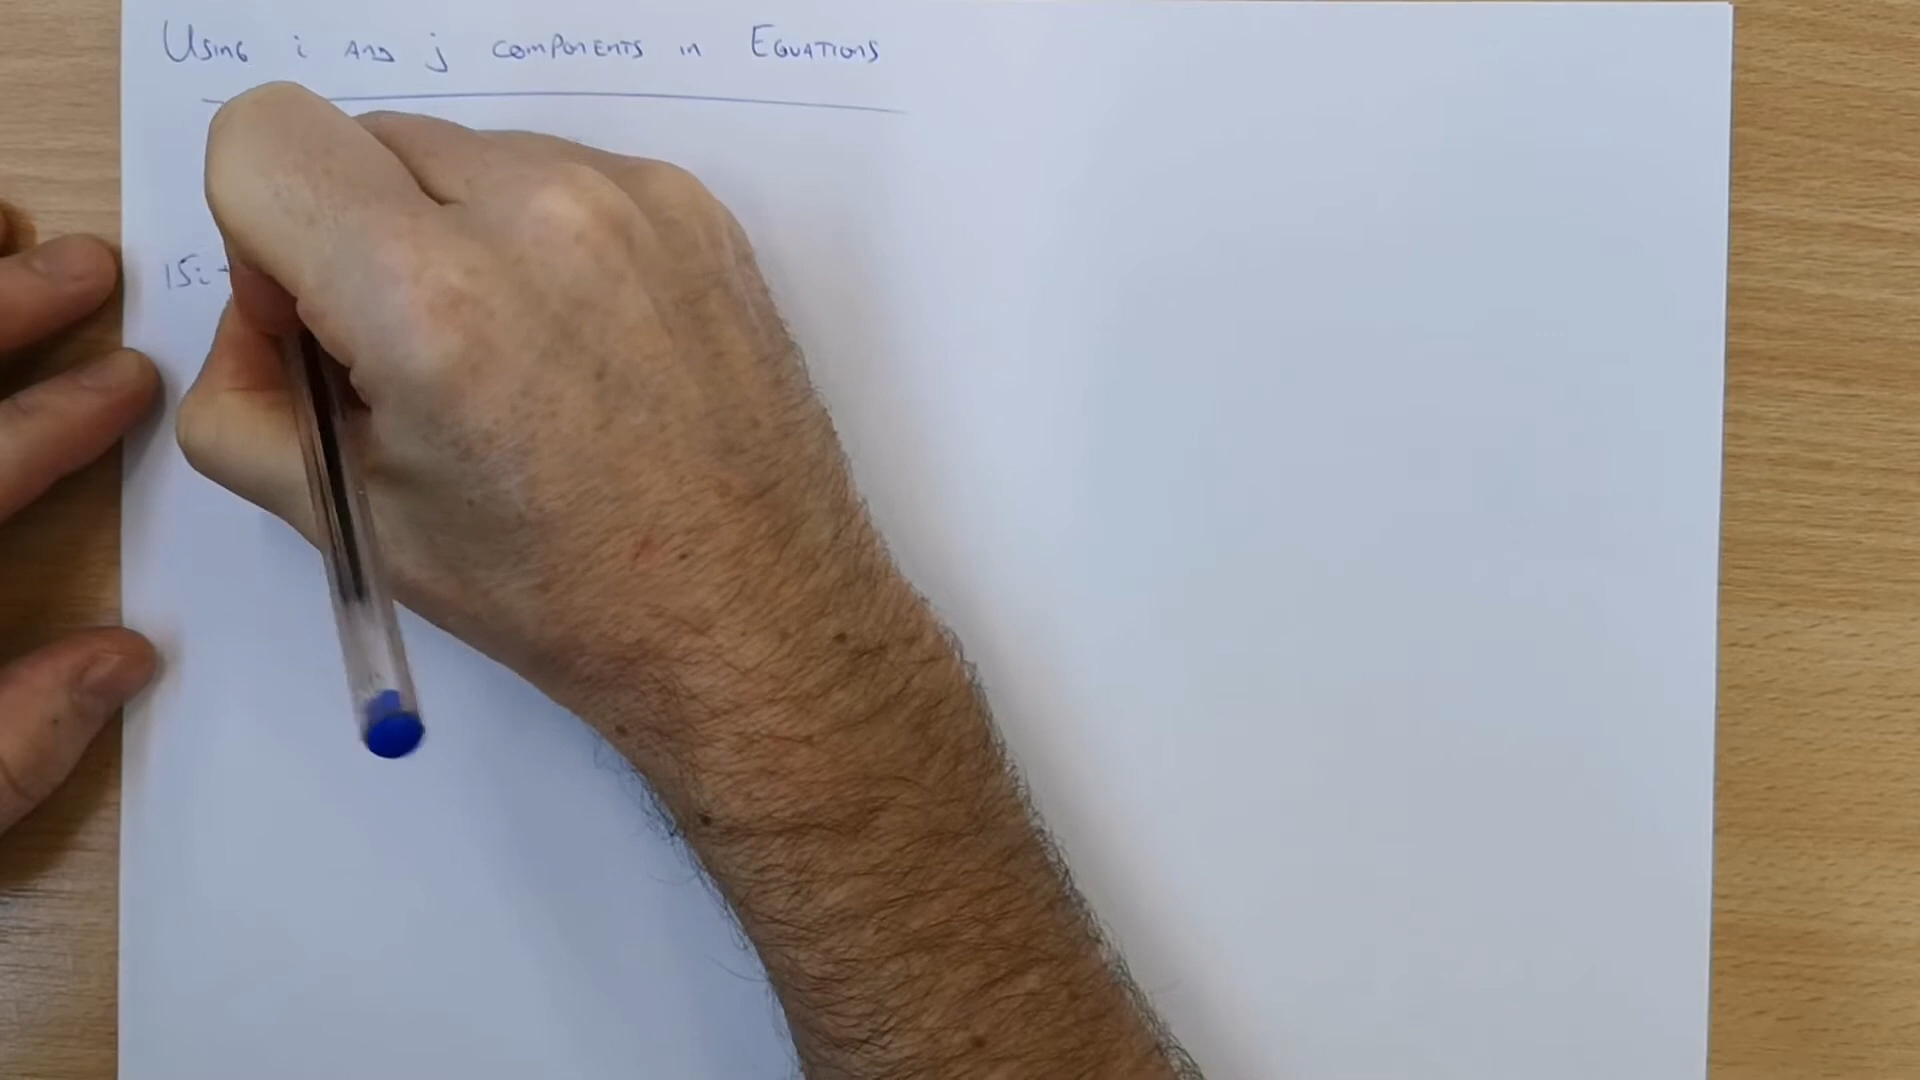 Using i and j components in Equations
15i